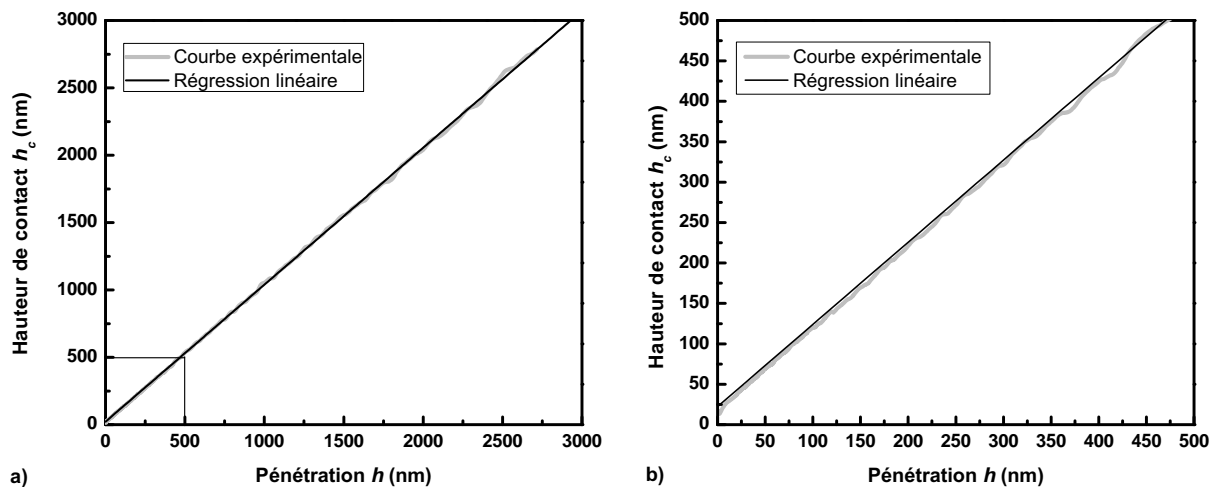 3000
2500
2000
1500
1000
500
0
Hauteur de contact h_c (nm)
Courbe expérimentale
Régression linéaire
0 500 1000 1500 2000 2500 3000
Pénétration h (nm)
a)
500
450
400
350
300
250
200
150
100
50
0
Hauteur de contact h_c (nm)
Courbe expérimentale
Régression linéaire
0 50 100 150 200 250 300 350 400 450 500
Pénétration h (nm)
b)